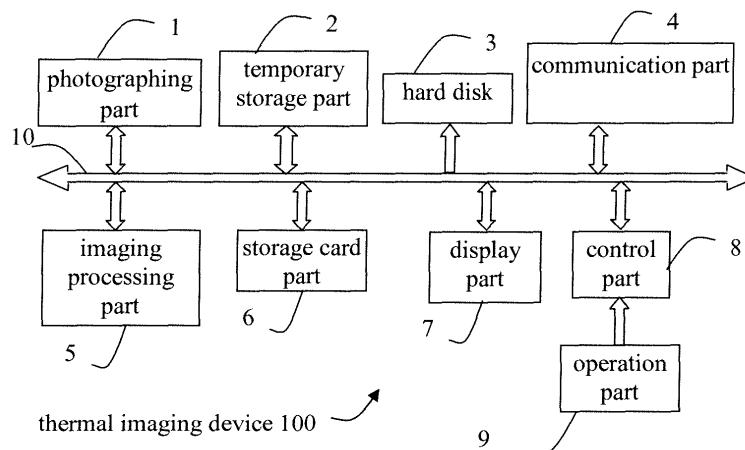 1
2
3
4
photographing
part
temporary
storage part
hard disk
communication part
10
imaging
processing
part
storage card
part
display
part
control
part
8
5
6
7
operation
part
thermal imaging device 100
9